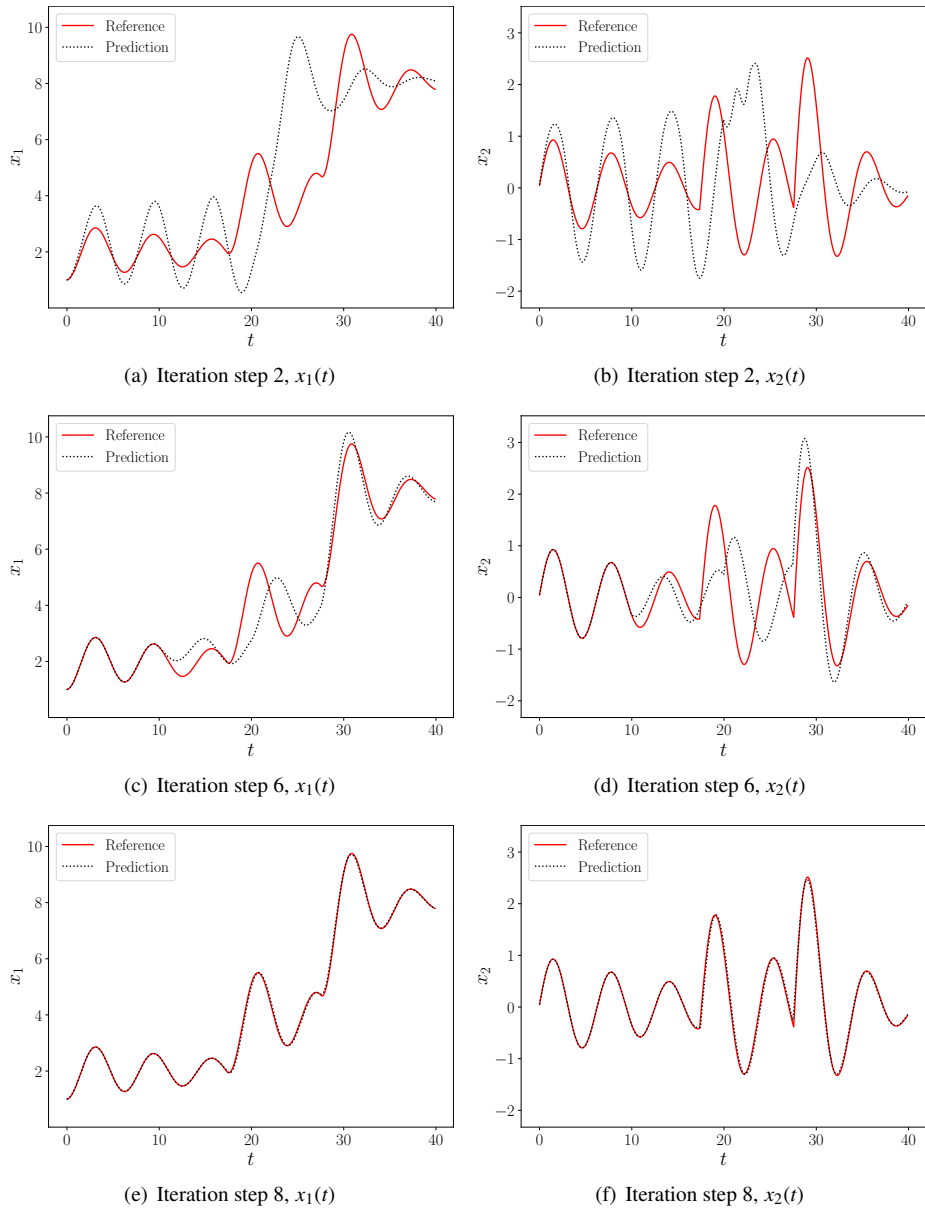 Reference
Prediction
10
8
6
4
2
x₁
0 10 20 30 40
t
(a) Iteration step 2, x₁(t)
Reference
Prediction
3
2
1
0
−1
−2
x₂
0 10 20 30 40
t
(b) Iteration step 2, x₂(t)
Reference
Prediction
10
8
6
4
2
x₁
0 10 20 30 40
t
(c) Iteration step 6, x₁(t)
Reference
Prediction
3
2
1
0
−1
−2
x₂
0 10 20 30 40
t
(d) Iteration step 6, x₂(t)
Reference
Prediction
10
8
6
4
2
x₁
0 10 20 30 40
t
(e) Iteration step 8, x₁(t)
Reference
Prediction
3
2
1
0
−1
−2
x₂
0 10 20 30 40
t
(f) Iteration step 8, x₂(t)